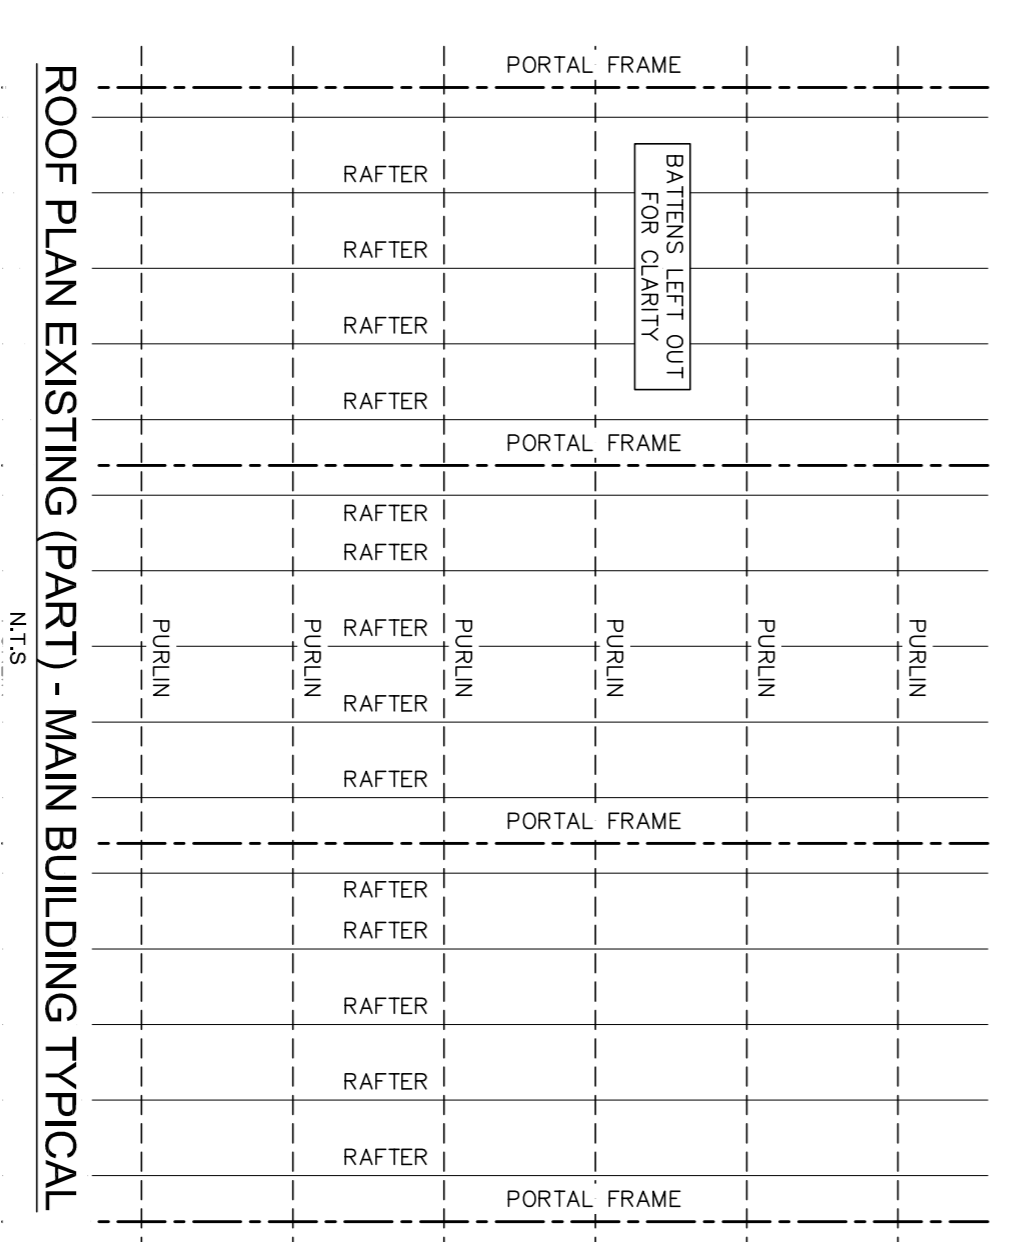 PORTAL FRAME
BATTENS LEFT OUT
FOR CLARITY
RAFTER
RAFTER
RAFTER
RAFTER
PORTAL FRAME
RAFTER
RAFTER
RAFTER
PURLIN
PURLIN
PURLIN
PURLIN
PURLIN
PURLIN
RAFTER
RAFTER
PORTAL FRAME
RAFTER
RAFTER
RAFTER
RAFTER
RAFTER
PORTAL FRAME
ROOF PLAN EXISTING (PART) - MAIN BUILDING TYPICAL
N.T.S